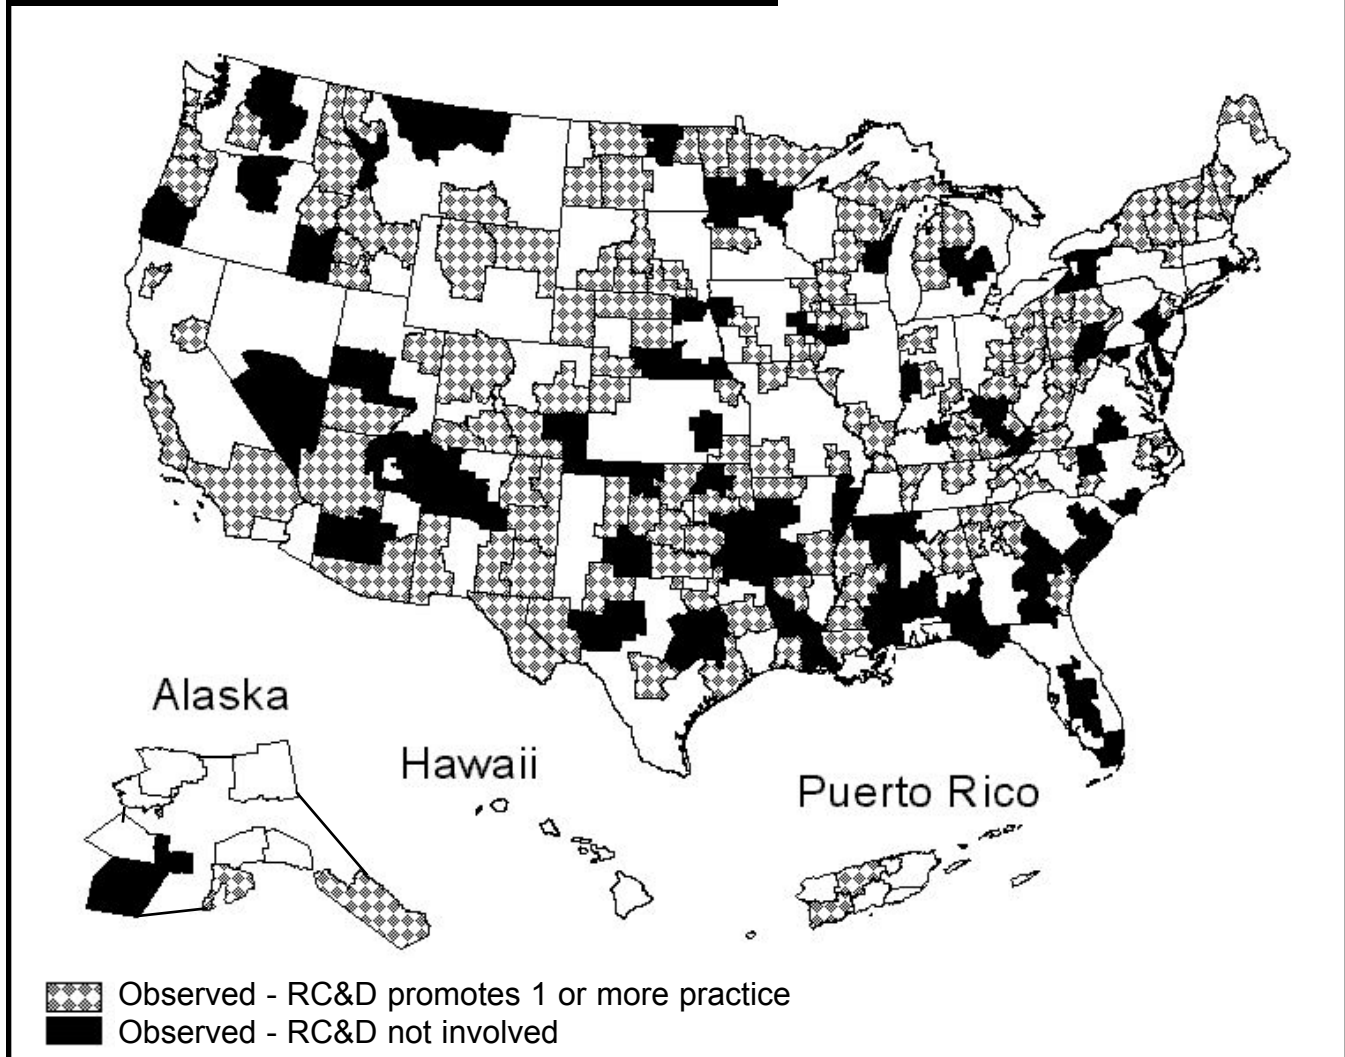 Alaska
Hawaii
Puerto Rico
Observed - RC&D promotes 1 or more practice
Observed - RC&D not involved